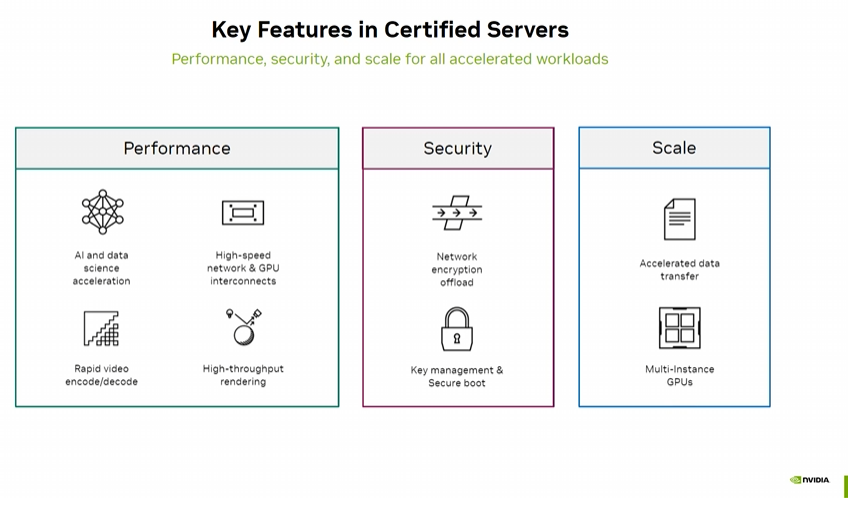 Key Features in Certified Servers
Performance, security, and scale for all accelerated workloads
Performance
AI and data
science
acceleration
High-speed
network & GPU
interconnects
Rapid video
encode/decode
High-throughput
rendering
Security
Network
encryption
offload
Key management &
Secure boot
Scale
Accelerated data
transfer
Multi-Instance
GPUs
NVIDIA